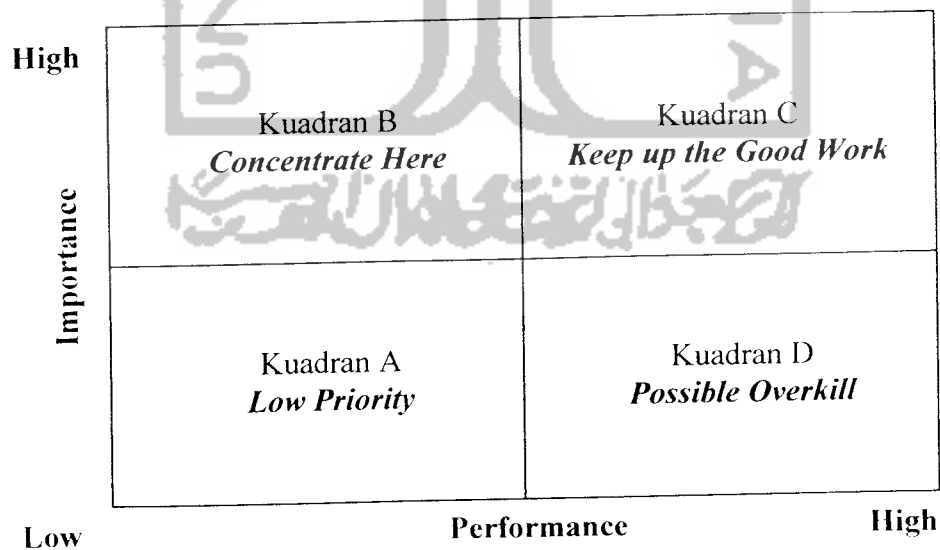 High
Kuadran B
Concentrate Here
Kuadran C
Keep up the Good Work
Importance
Kuadran A
Low Priority
Kuadran D
Possible Overkill
Low
Performance
High